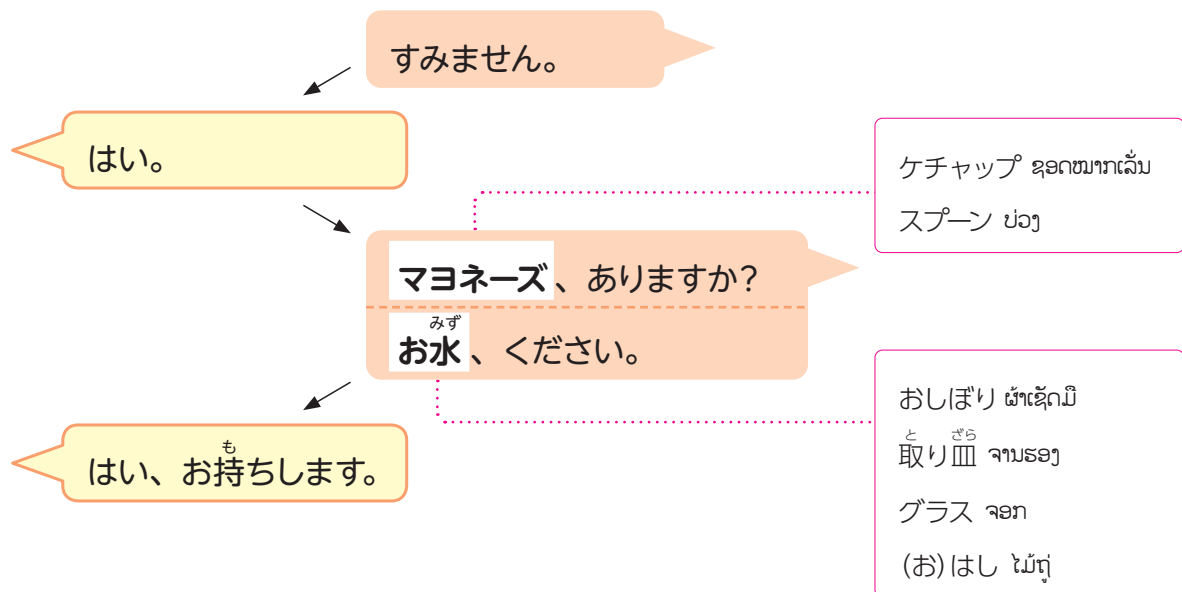 すみません。
はい。
ケチャップ ຊອດໝາກເລັ່ນ
スプーン ບ່ວງ
マヨネーズ、ありますか?
みず
お水、ください。
おしぼり ຜ້າເຊັດມື
と ざら
取り皿 ຈານຮອງ
グラス ຈອກ
(お)はし ໄມ້ຖູ່
も
はい、お持ちします。